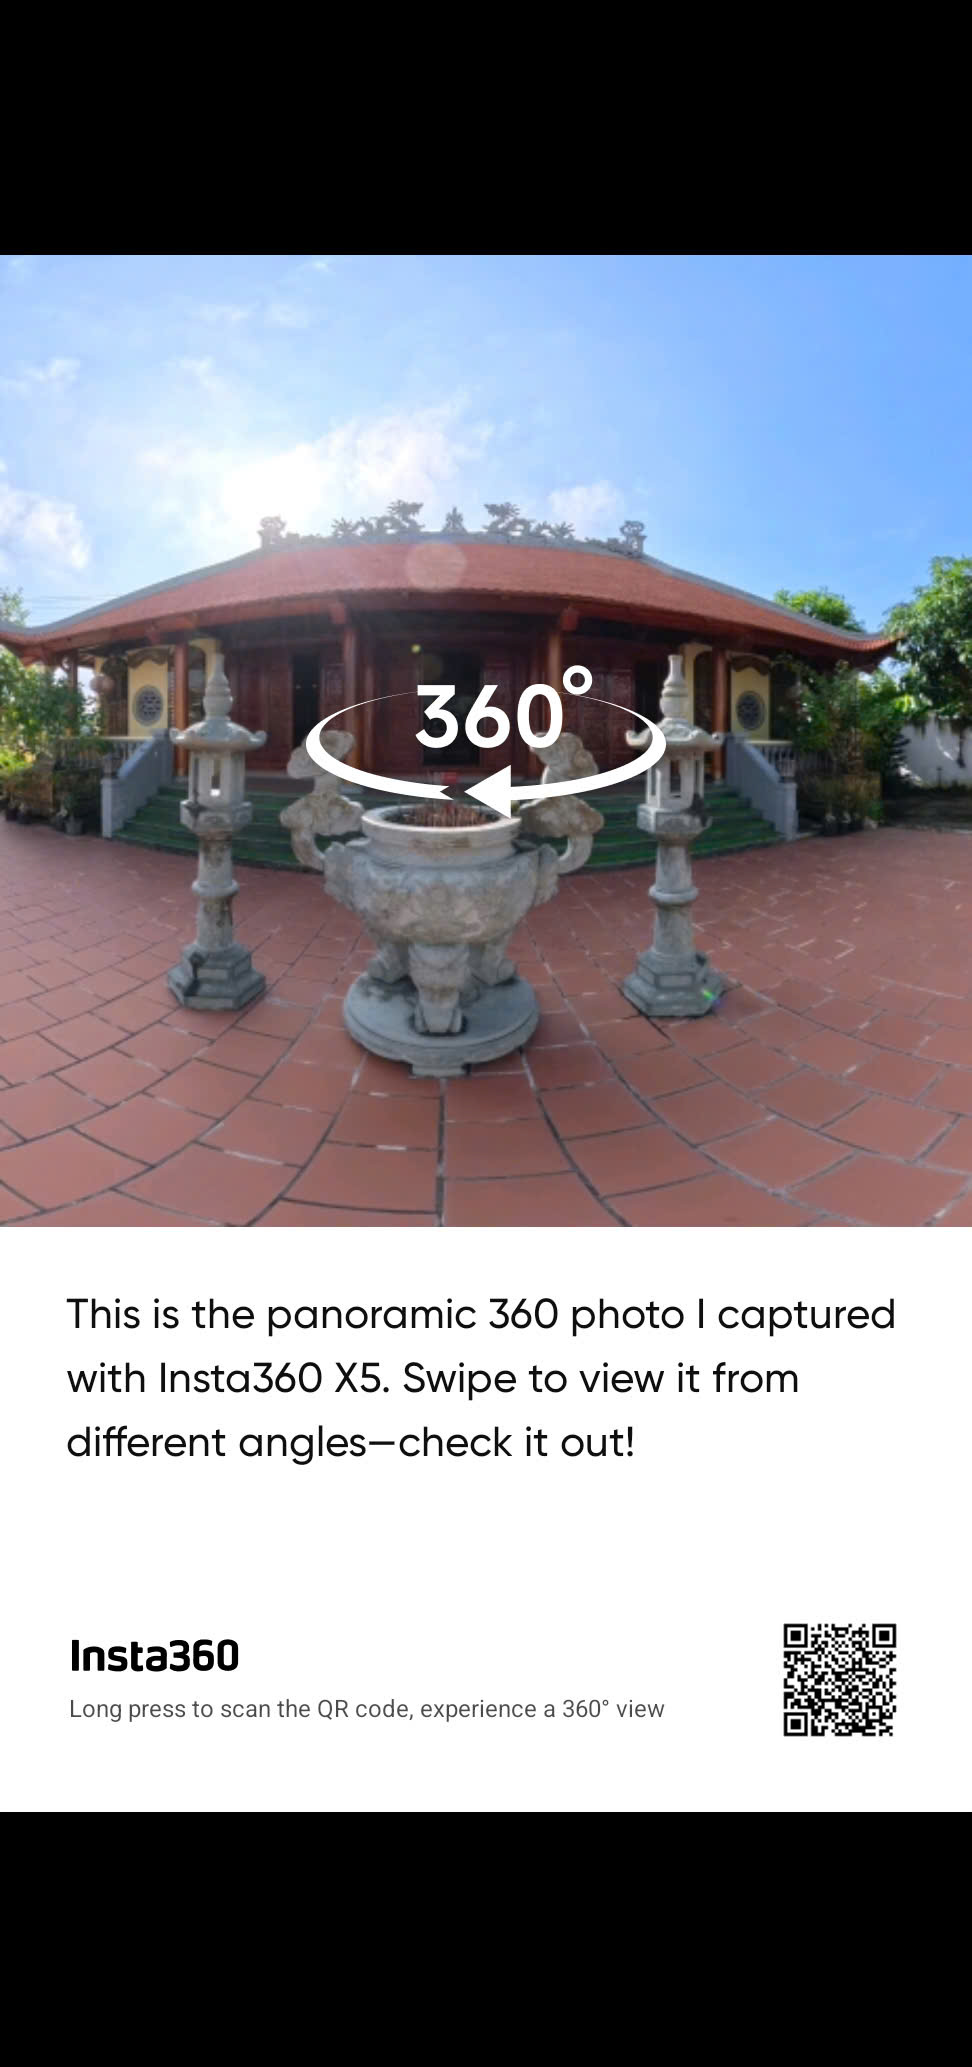 360°
This is the panoramic 360 photo I captured
with Insta360 X5. Swipe to view it from
different angles—check it out!
Insta360
Long press to scan the QR code, experience a 360° view